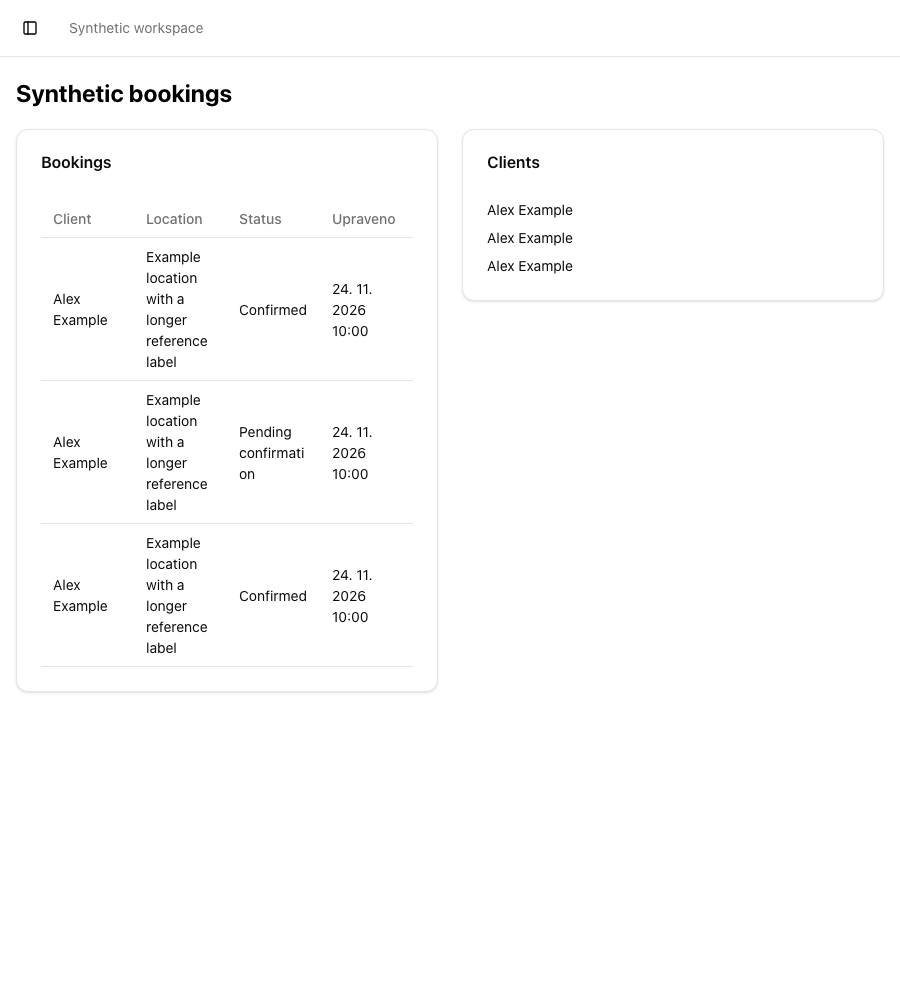 Synthetic workspace
Synthetic bookings
Bookings
Client Location Status Upraveno
Alex
Example
Example
location
with a
longer
reference
label
Confirmed
24. 11.
2026
10:00
Alex
Example
Example
location
with a
longer
reference
label
Pending
confirmati
on
24. 11.
2026
10:00
Alex
Example
Example
location
with a
longer
reference
label
Confirmed
24. 11.
2026
10:00
Clients
Alex Example
Alex Example
Alex Example